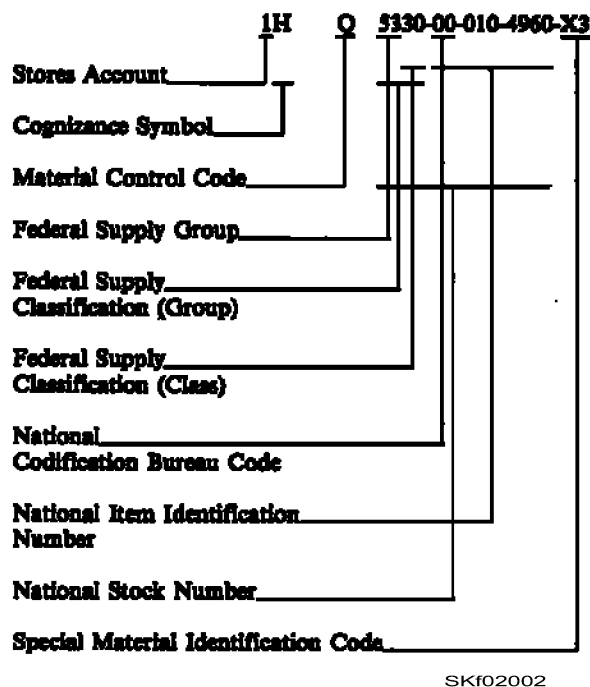 1H Q 5330-00-010-4960-X3
Stores Account
Cognizance Symbol
Material Control Code
Federal Supply Group
Federal Supply
Classification (Group)
Federal Supply
Classification (Class)
National
Codification Bureau Code
National Item Identification
Number
National Stock Number
Special Material Identification Code
SKf02002